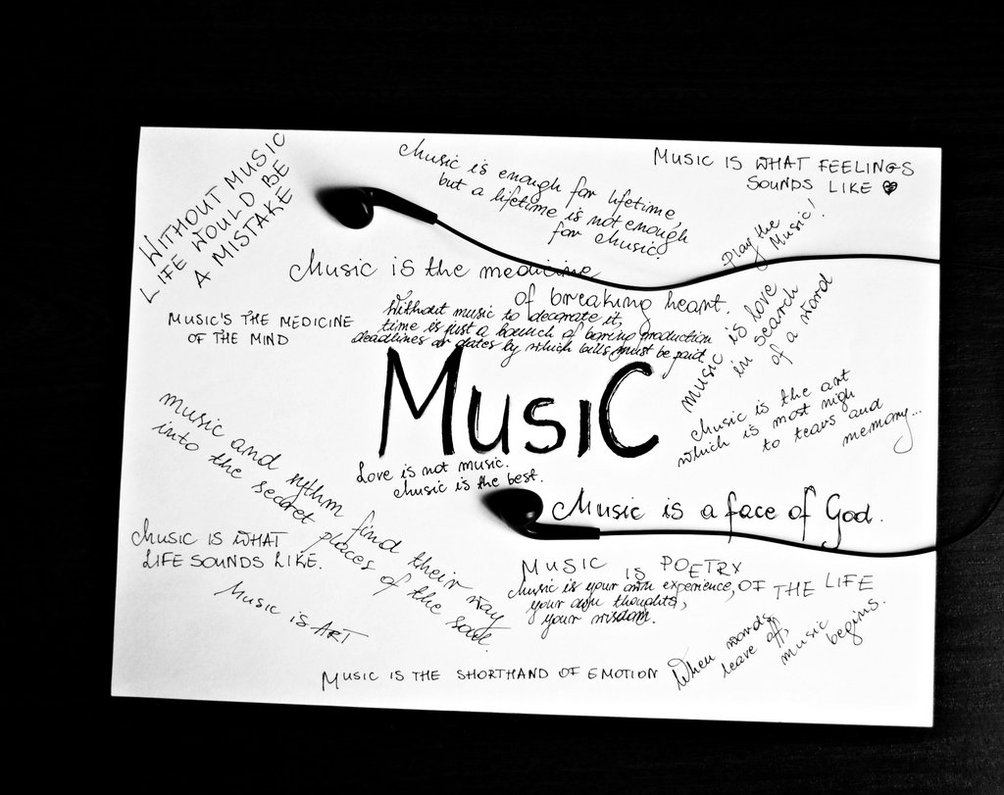 WITHOUT MUSIC
LIFE WOULD BE
A MISTAKE
Music is enough for lifetime,
but a lifetime is not enough
for Music.
MUSIC IS WHAT FEELINGS
SOUNDS LIKE
Play the
Music!
Music is the medicine
of breaking heart.
MUSIC'S THE MEDICINE
OF THE MIND
Without music to decorate it,
time is just a bounch of boring production
deadlines or dates by which bills must be paid.
music is love
in search
of a word
MUSIC
Music is the art
which is most nigh
to tears and
memory...
music and rythm find their way
into the secret places of the soul.
Love is not music.
Music is the best.
Music is a face of God.
MUSIC IS WHAT
LIFE SOUNDS LIKE.
MUSIC IS POETRY
OF THE LIFE
Music is your own experience,
your own thoughts,
your wisdom.
Music is ART
When words
leave off,
music
begins.
MUSIC IS THE SHORTHAND OF EMOTION